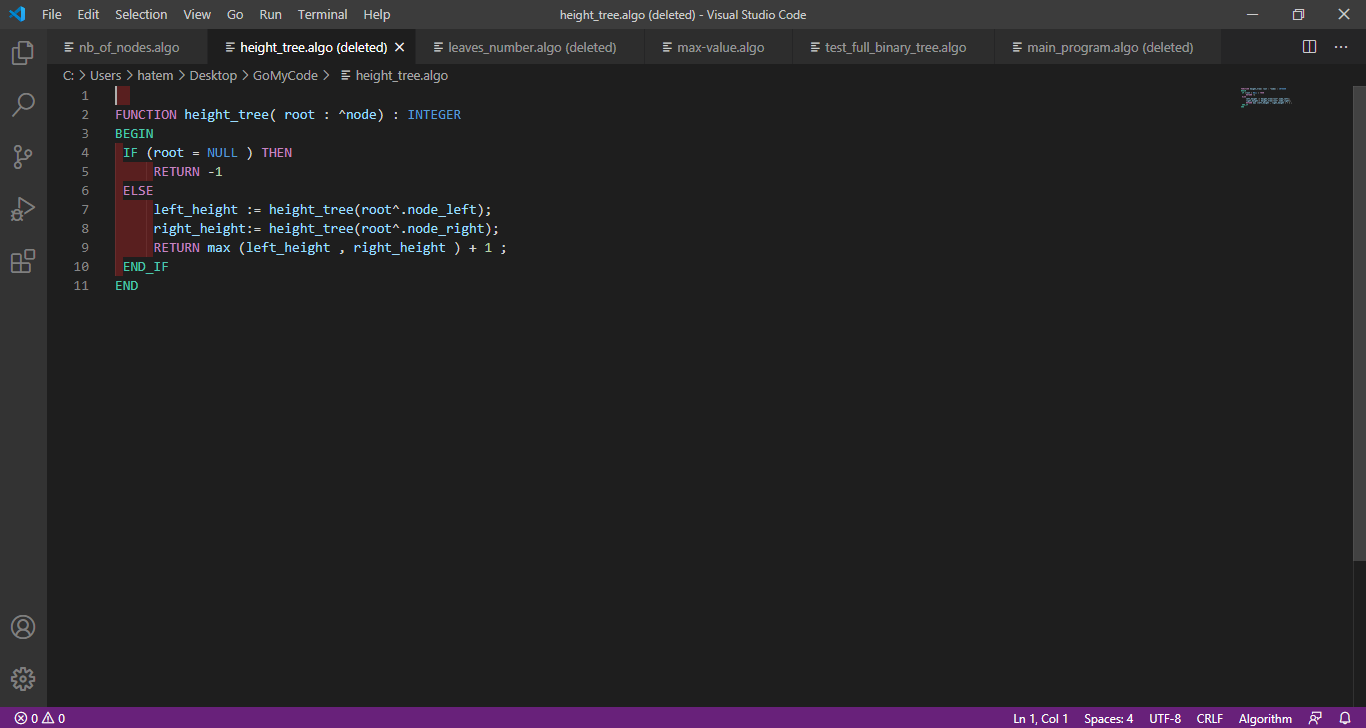 File Edit Selection View Go Run Terminal Help height_tree.algo (deleted) - Visual Studio Code
nb_of_nodes.algo height_tree.algo (deleted) leaves_number.algo (deleted) max-value.algo test_full_binary_tree.algo main_program.algo (deleted)
C: > Users > hatem > Desktop > GoMyCode > height_tree.algo
1
2 FUNCTION height_tree( root : ^node) : INTEGER
3 BEGIN
4 IF (root = NULL ) THEN
5 RETURN -1
6 ELSE
7 left_height := height_tree(root^.node_left);
8 right_height:= height_tree(root^.node_right);
9 RETURN max (left_height , right_height ) + 1 ;
10 END_IF
11 END
0 0 Ln 1, Col 1 Spaces: 4 UTF-8 CRLF Algorithm